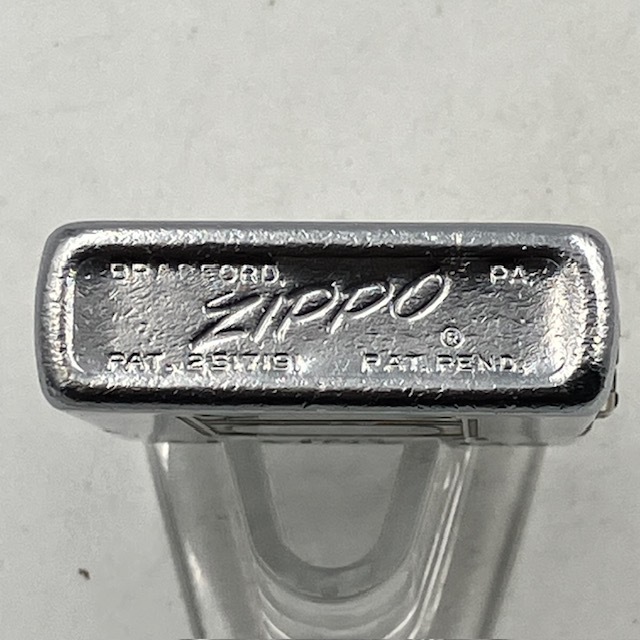 BRADFORD. PA.
ZIPPO
®
PAT. 2517191 PAT. PEND.